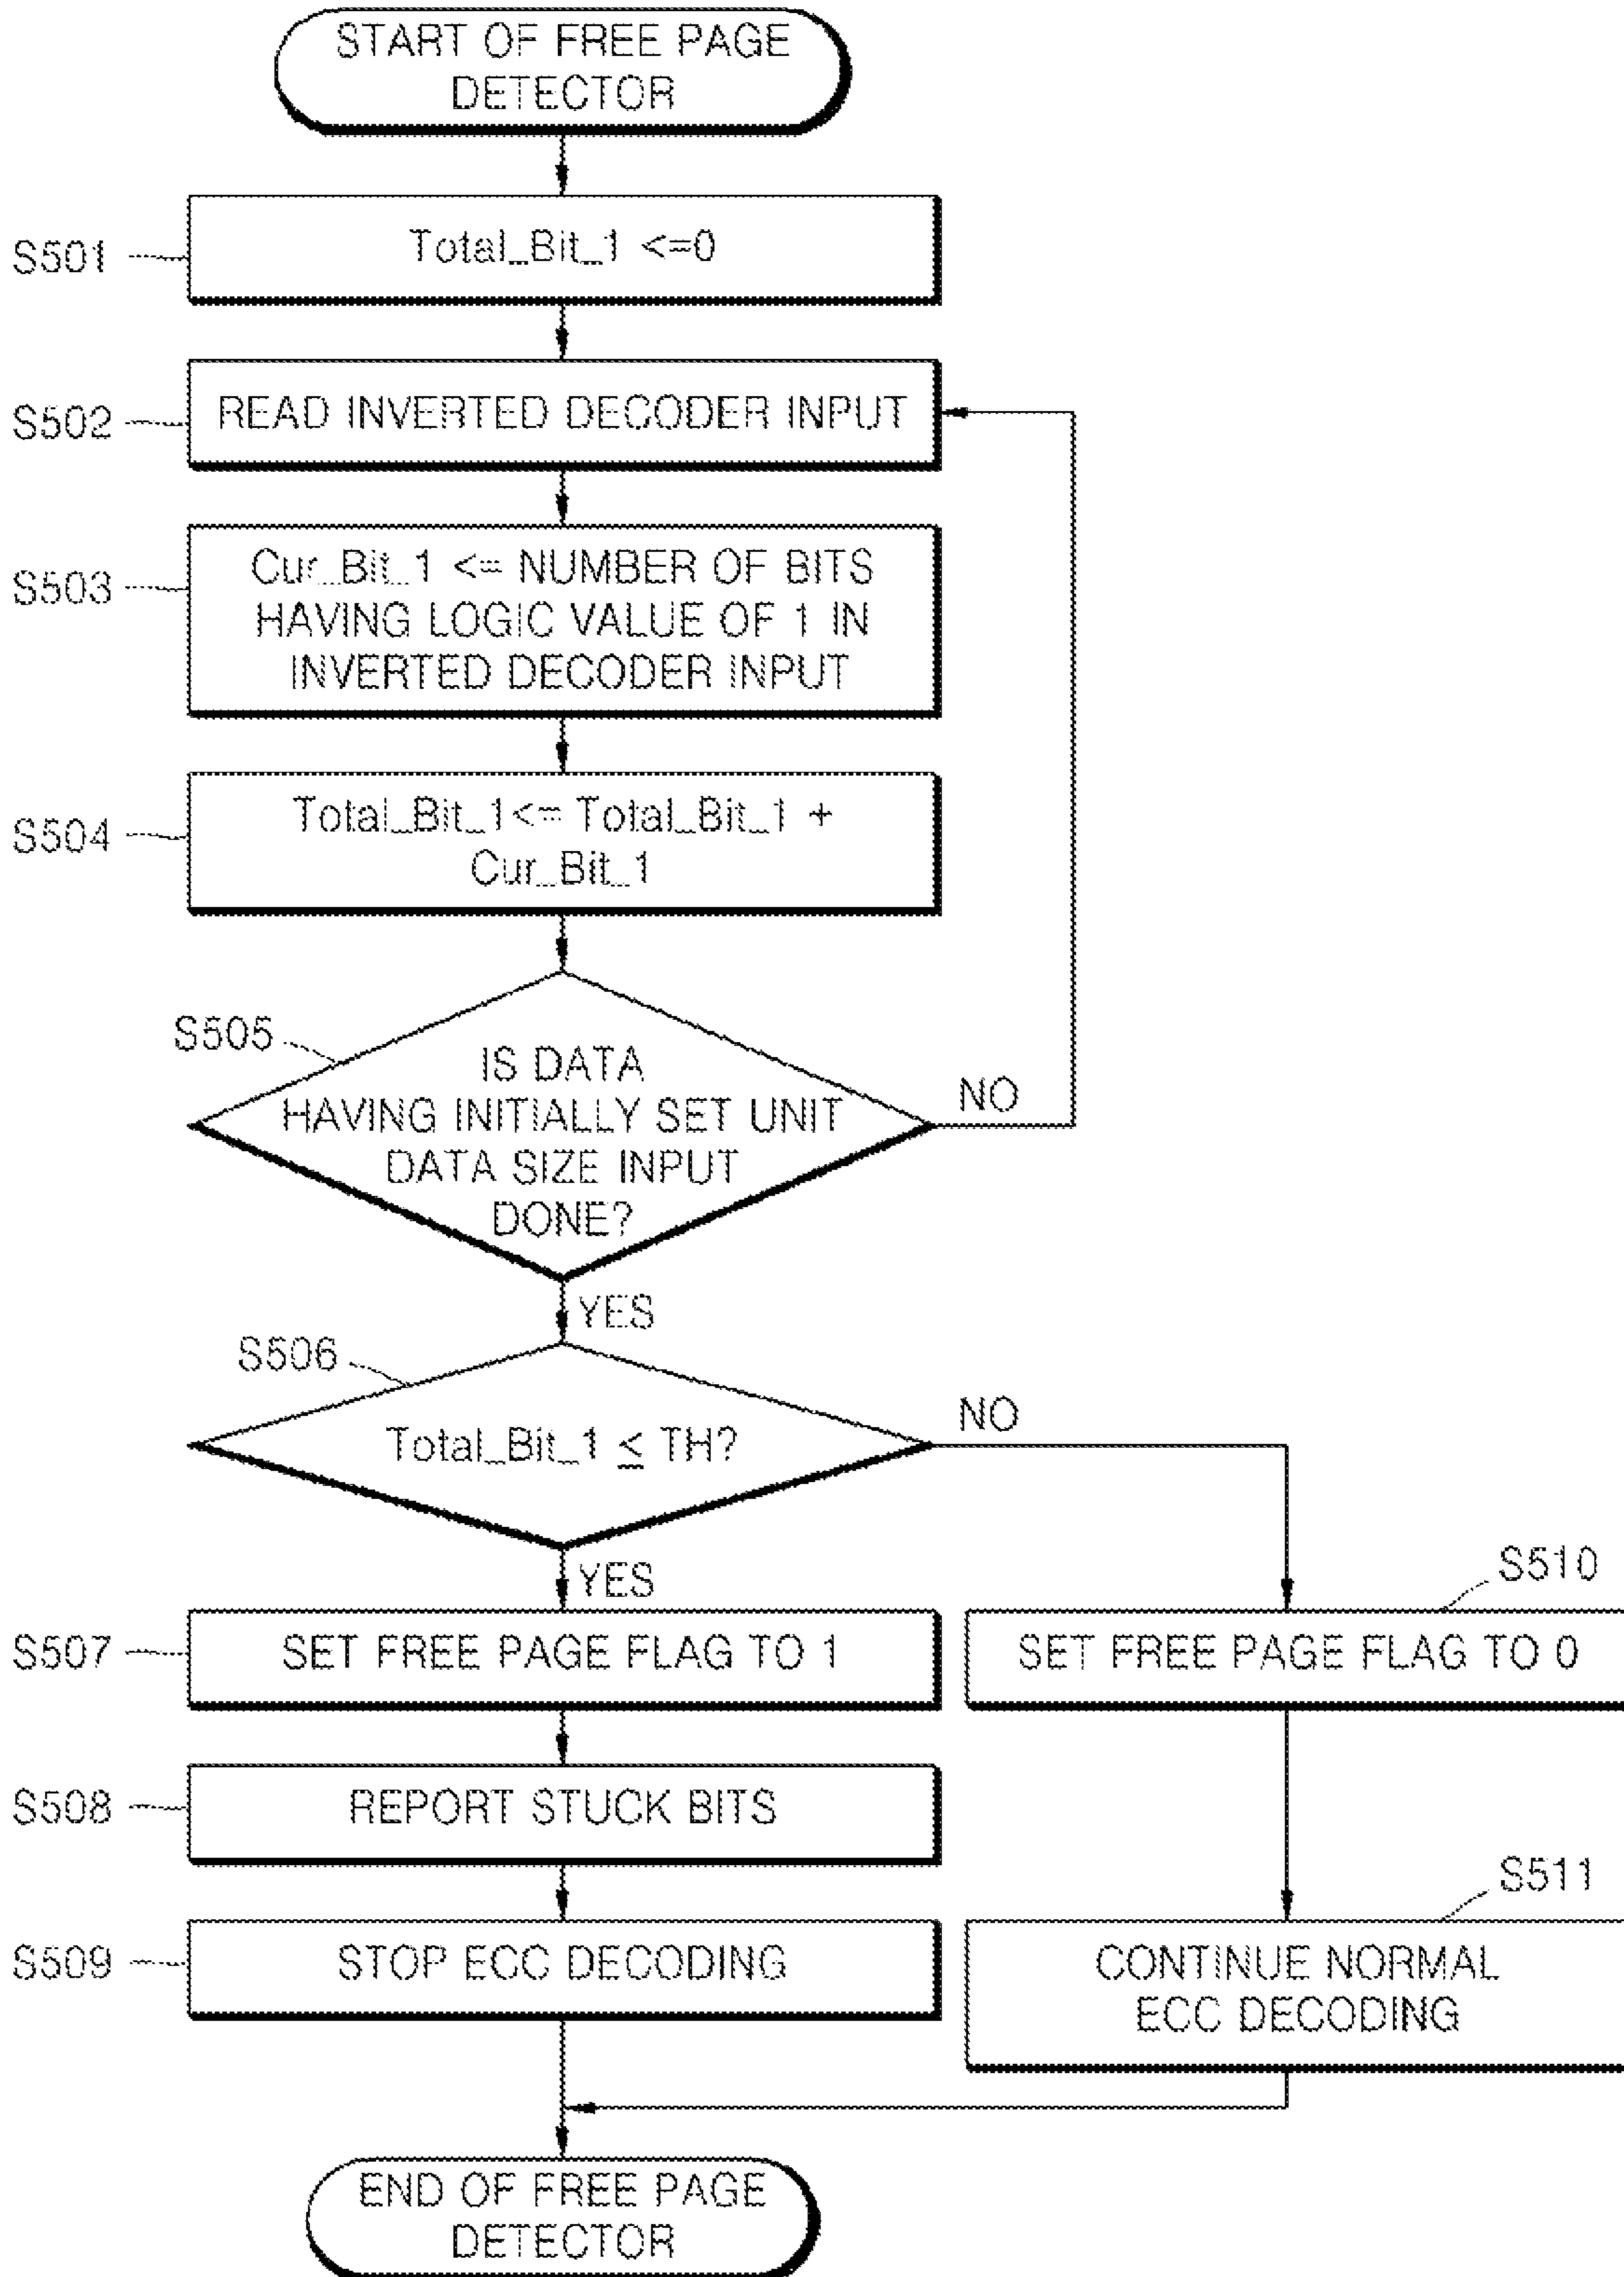 START OF FREE PAGE
DETECTOR
S501
Total_Bit_1 <=0
S502
READ INVERTED DECODER INPUT
S503
Cur_Bit_1 <= NUMBER OF BITS
HAVING LOGIC VALUE OF 1 IN
INVERTED DECODER INPUT
S504
Total_Bit_1<= Total_Bit_1 +
Cur_Bit_1
S505
IS DATA
HAVING INITIALLY SET UNIT
DATA SIZE INPUT
DONE?
NO
YES
S506
Total_Bit_1 ≤ TH?
NO
YES
S507
SET FREE PAGE FLAG TO 1
S510
SET FREE PAGE FLAG TO 0
S508
REPORT STUCK BITS
S509
STOP ECC DECODING
S511
CONTINUE NORMAL
ECC DECODING
END OF FREE PAGE
DETECTOR